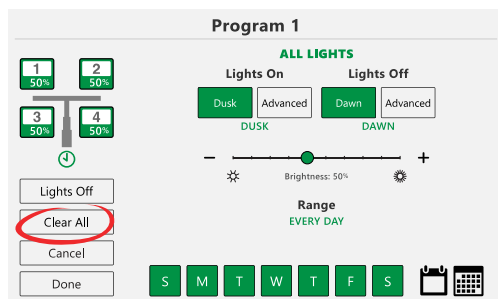 Program 1
1
50%
2
50%
3
50%
4
50%
Lights Off
Clear All
Cancel
Done
ALL LIGHTS
Lights On
Lights Off
Dusk
Advanced
Dawn
Advanced
DUSK
DAWN
− +
Brightness: 50%
Range
EVERY DAY
S M T W T F S